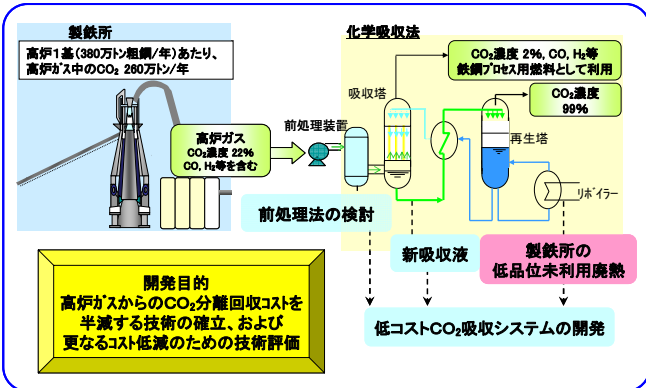 製鉄所
高炉1基(380万トン粗鋼/年)あたり、
高炉ガス中のCO₂ 260万トン/年
化学吸収法
CO₂濃度 2%, CO, H₂等
鉄鋼プロセス用燃料として利用
CO₂濃度
99%
吸収塔
前処理装置
高炉ガス
CO₂濃度 22%
CO, H₂等を含む
再生塔
リボイラー
前処理法の検討
新吸収液
製鉄所の
低品位未利用廃熱
開発目的
高炉ガスからのCO₂分離回収コストを
半減する技術の確立、および
更なるコスト低減のための技術評価
低コストCO₂吸収システムの開発